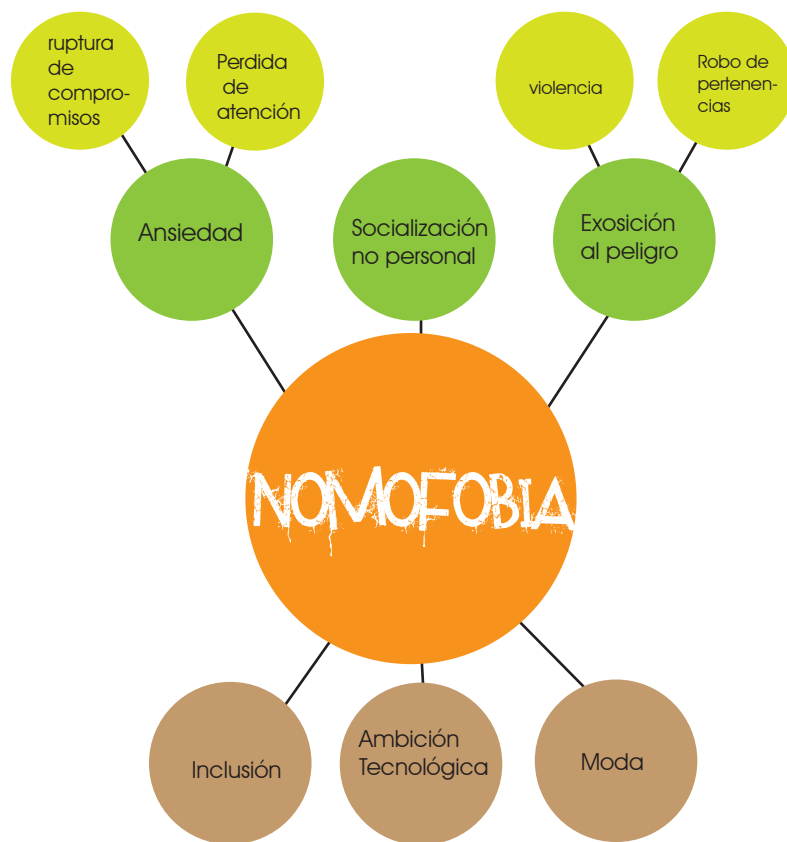 ruptura
de
compro-
misos
Perdida
de
atención
violencia
Robo de
pertenen-
cias
Ansiedad
Socialización
no personal
Exosición
al peligro
NOMOFOBIA
Inclusión
Ambición
Tecnológica
Moda